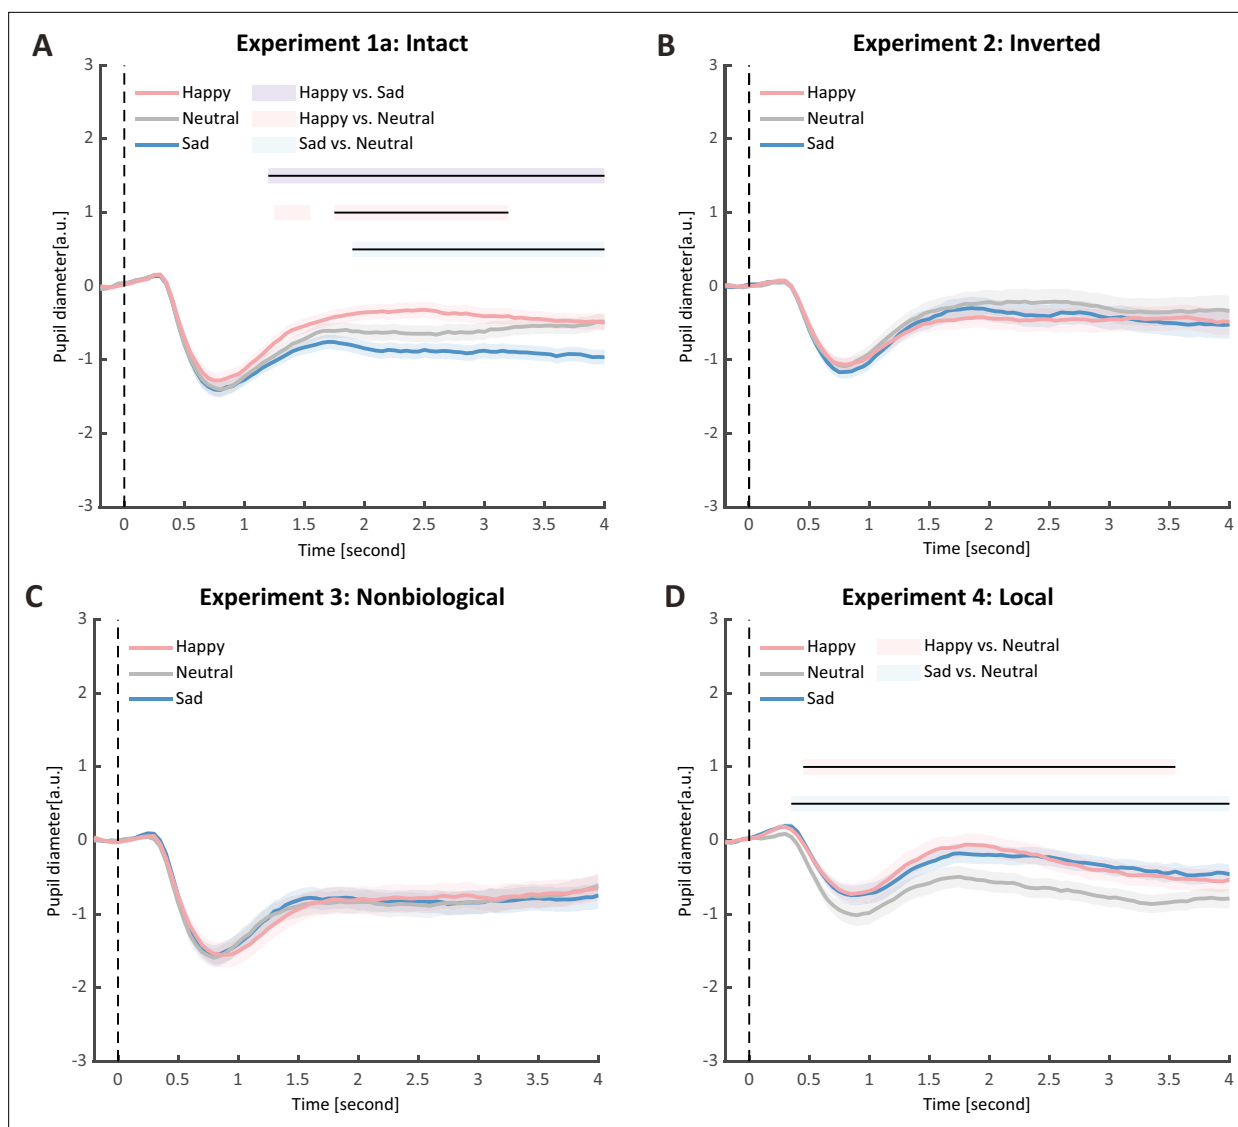 A
Experiment 1a: Intact
3
2
1
0
-1
-2
-3
Pupil diameter[a.u.]
Happy
Neutral
Sad
Happy vs. Sad
Happy vs. Neutral
Sad vs. Neutral
0 0.5 1 1.5 2 2.5 3 3.5 4
Time [second]
B
Experiment 2: Inverted
3
2
1
0
-1
-2
-3
Pupil diameter[a.u.]
Happy
Neutral
Sad
0 0.5 1 1.5 2 2.5 3 3.5 4
Time [second]
C
Experiment 3: Nonbiological
3
2
1
0
-1
-2
-3
Pupil diameter[a.u.]
Happy
Neutral
Sad
0 0.5 1 1.5 2 2.5 3 3.5 4
Time [second]
D
Experiment 4: Local
3
2
1
0
-1
-2
-3
Pupil diameter[a.u.]
Happy
Neutral
Sad
Happy vs. Neutral
Sad vs. Neutral
0 0.5 1 1.5 2 2.5 3 3.5 4
Time [second]